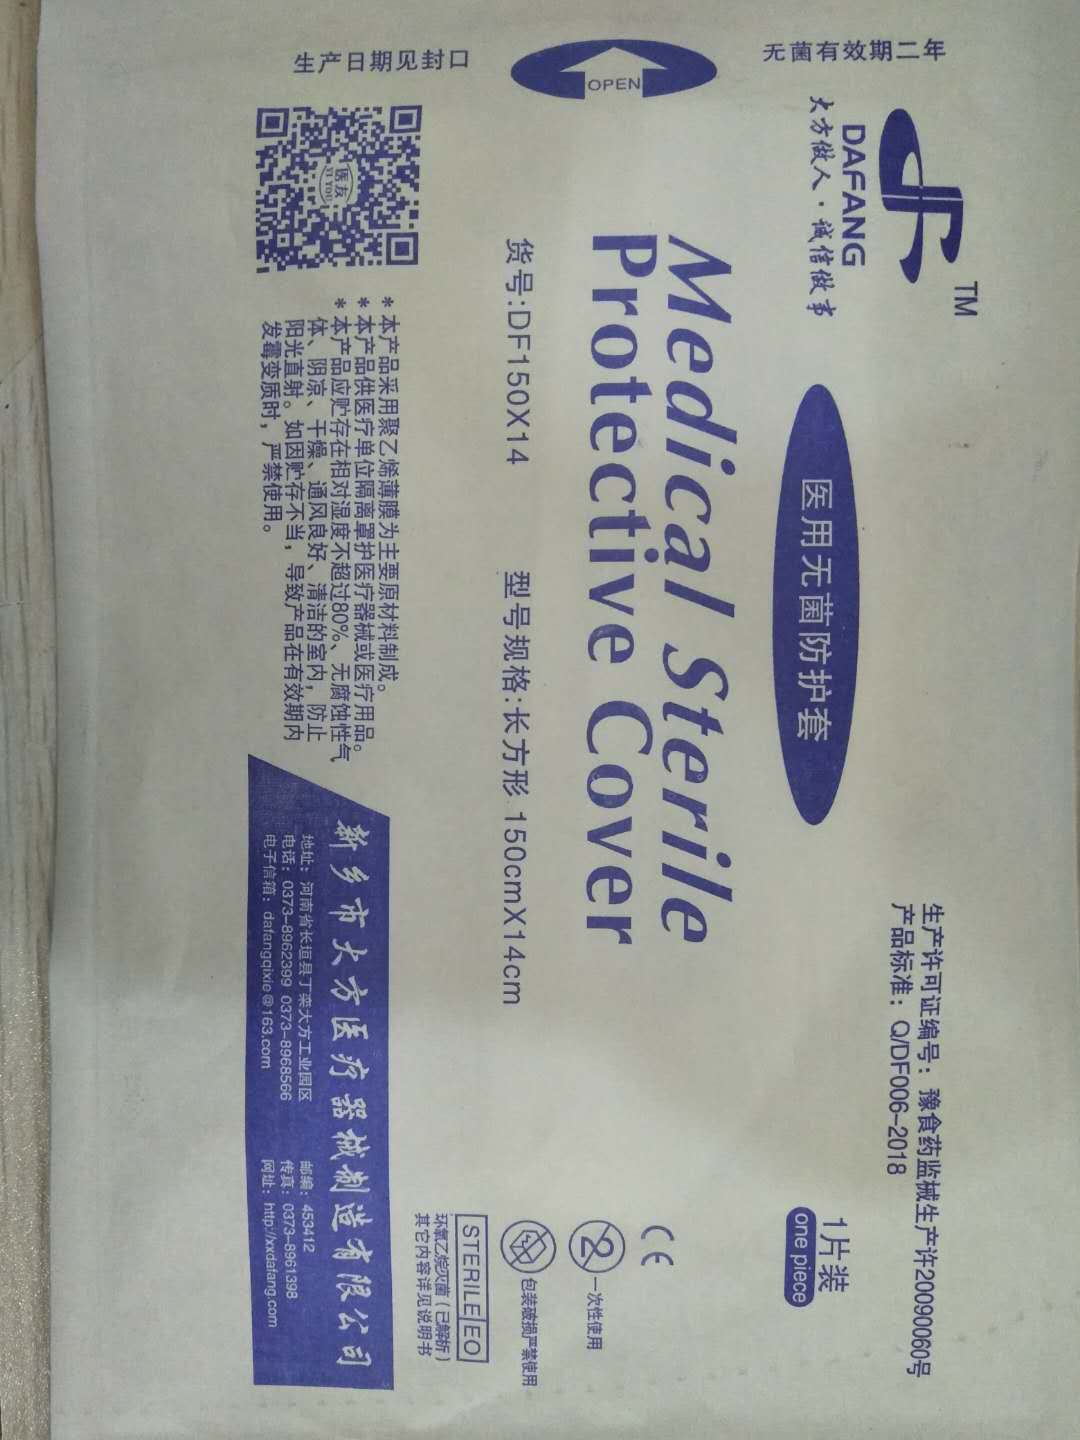 TM
DAFANG
大方做人·诚信做事
无菌有效期二年
OPEN
生产日期见封口
生产许可证编号：豫食药监械生产许20090060号
产品标准：Q/DF006-2018
医用无菌防护套
1片装
one piece
Medical Sterile
Protective Cover
货号:DF150X14
型号规格:长方形 150cmX14cm
CE
2
一次性使用
包装破损严禁使用
STERILE EO
环氧乙烷灭菌（已解析）
其它内容详见说明书
医友
YI YOU
*本产品采用聚乙烯薄膜为主要原材料制成。
*本产品供医疗单位隔离罩护医疗器械或医疗用品。
*本产品应贮存在相对湿度不超过80%、无腐蚀性气
体、阴凉、干燥、通风良好、清洁的室内，防止
阳光直射。如因贮存不当，导致产品在有效期内
发霉变质时，严禁使用。
新乡市大方医疗器械制造有限公司
地址：河南省长垣县丁栾大方工业园区
邮编：453412
电话：0373-8962399 0373-8968566
传真：0373-8961398
电子信箱：dafangqixie@163.com
网址：http://xxdafang.com